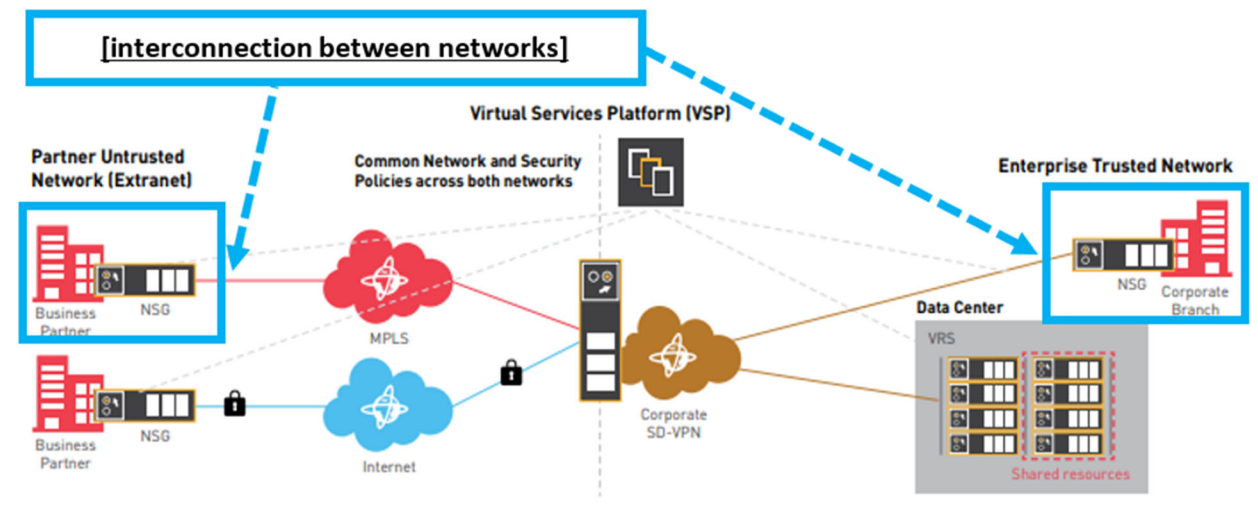 [interconnection between networks]
Virtual Services Platform (VSP)
Partner Untrusted
Network (Extranet)
Common Network and Security
Policies across both networks
Enterprise Trusted Network
Business
Partner
NSG
MPLS
NSG
Corporate
Branch
Data Center
VRS
Business
Partner
NSG
Internet
Corporate
SD-VPN
Shared resources